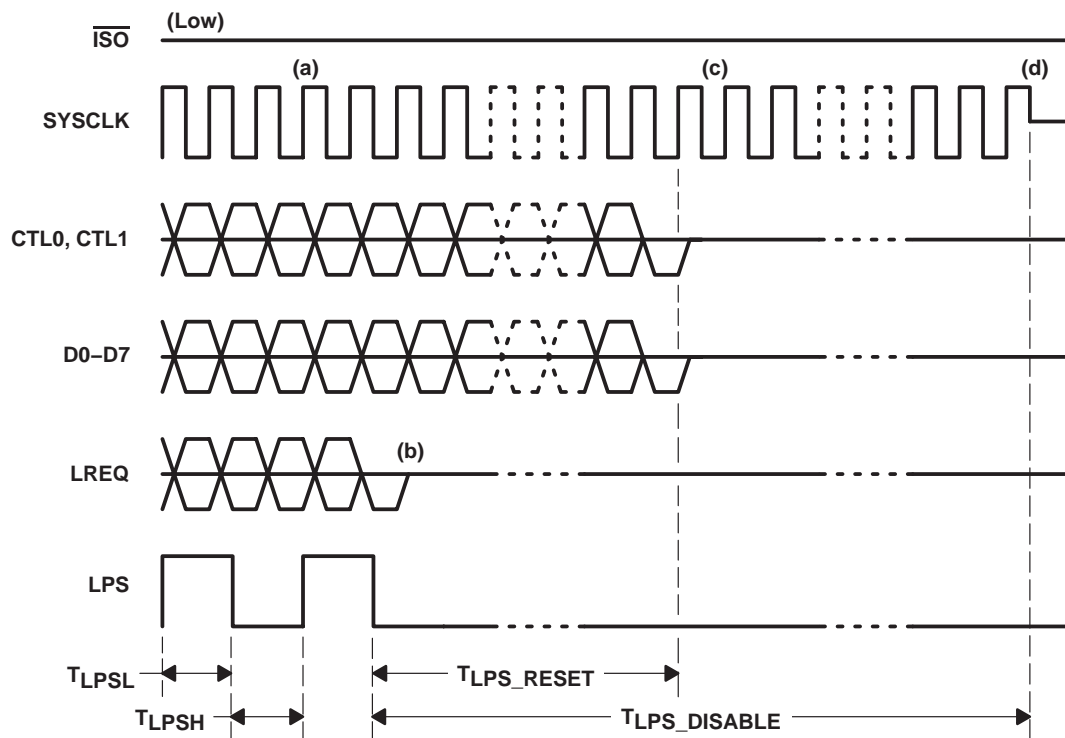 (Low)
ISO
(a)
(c)
(d)
SYSCLK
CTL0, CTL1
D0–D7
(b)
LREQ
LPS
TLPSL
TLPS_RESET
TLPSH
TLPS_DISABLE